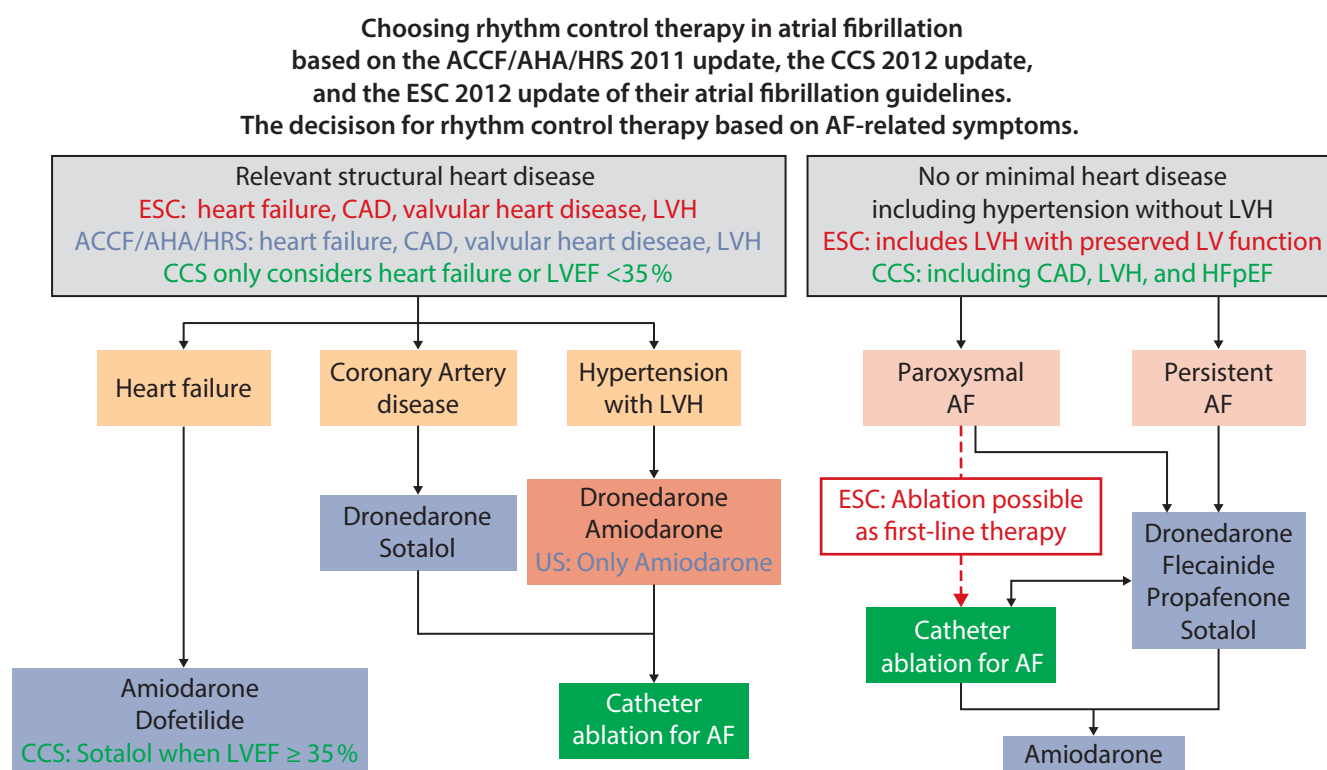 Choosing rhythm control therapy in atrial fibrillation
based on the ACCF/AHA/HRS 2011 update, the CCS 2012 update,
and the ESC 2012 update of their atrial fibrillation guidelines.
The decisison for rhythm control therapy based on AF-related symptoms.
Relevant structural heart disease
ESC: heart failure, CAD, valvular heart disease, LVH
ACCF/AHA/HRS: heart failure, CAD, valvular heart dieseae, LVH
CCS only considers heart failure or LVEF <35 %
No or minimal heart disease
including hypertension without LVH
ESC: includes LVH with preserved LV function
CCS: including CAD, LVH, and HFpEF
Heart failure
Coronary Artery
disease
Hypertension
with LVH
Paroxysmal
AF
Persistent
AF
Dronedarone
Sotalol
Dronedarone
Amiodarone
US: Only Amiodarone
ESC: Ablation possible
as first-line therapy
Dronedarone
Flecainide
Propafenone
Sotalol
Catheter
ablation for AF
Amiodarone
Dofetilide
CCS: Sotalol when LVEF ≥ 35 %
Catheter
ablation for AF
Amiodarone